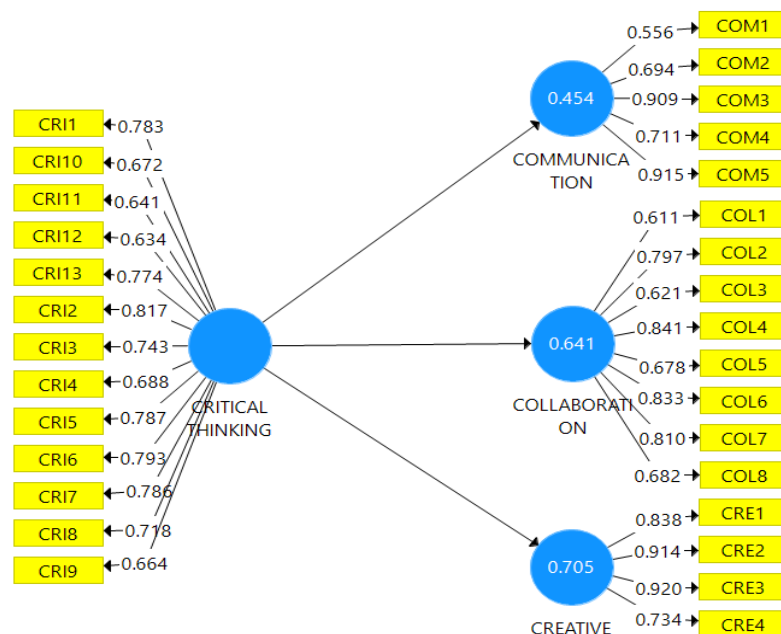 CRI1
0.783
CRI10
0.672
CRI11
0.641
CRI12
0.634
CRI13
0.774
CRI2
0.817
CRI3
0.743
CRI4
0.688
CRI5
0.787
CRI6
0.793
CRI7
0.786
CRI8
0.718
CRI9
0.664
CRITICAL
THINKING
0.454
COMMUNICA
TION
0.556
COM1
0.694
COM2
0.909
COM3
0.711
COM4
0.915
COM5
0.641
COLLABORATI
ON
0.611
COL1
0.797
COL2
0.621
COL3
0.841
COL4
0.678
COL5
0.833
COL6
0.810
COL7
0.682
COL8
0.705
CREATIVE
0.838
CRE1
0.914
CRE2
0.920
CRE3
0.734
CRE4